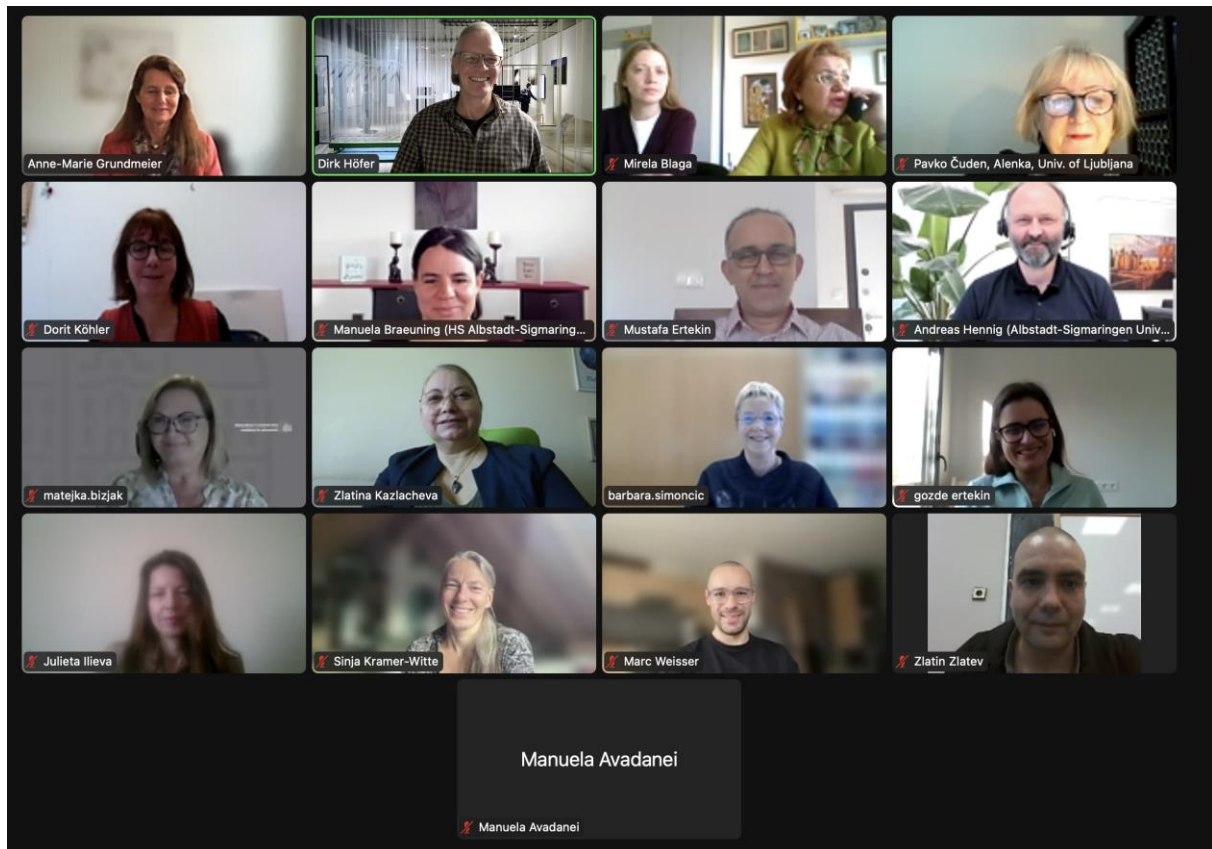 Anne-Marie Grundmeier
Dirk Höfer
Mirela Blaga
Pavko Čuden, Alenka, Univ. of Ljubljana
Dorit Köhler
Manuela Braeuning (HS Albstadt-Sigmaring...
Mustafa Ertekin
Andreas Hennig (Albstadt-Sigmaringen Univ...
matejka.bizjak
Zlatina Kazlacheva
barbara.simoncic
gozde ertekin
Julieta Ilieva
Sinja Kramer-Witte
Marc Weisser
Zlatin Zlatev
Manuela Avadanei
Manuela Avadanei